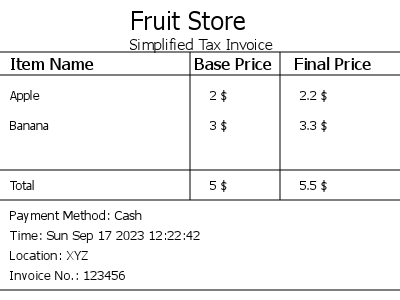 Fruit Store
Simplified Tax Invoice
Item Name Base Price Final Price
Apple 2 $ 2.2 $
Banana 3 $ 3.3 $
Total 5 $ 5.5 $
Payment Method: Cash
Time: Sun Sep 17 2023 12:22:42
Location: XYZ
Invoice No.: 123456